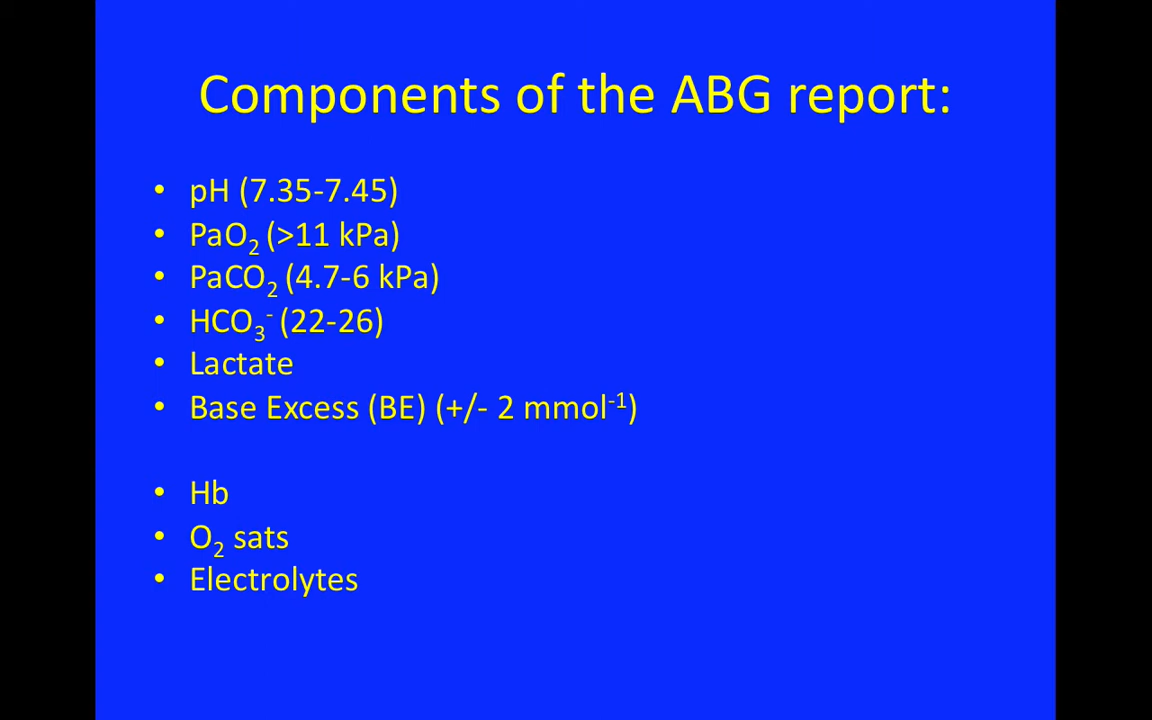 Components of the ABG report:
• pH (7.35-7.45)
• PaO₂ (>11 kPa)
• PaCO₂ (4.7-6 kPa)
• HCO₃⁻ (22-26)
• Lactate
• Base Excess (BE) (+/- 2 mmol⁻¹)
• Hb
• O₂ sats
• Electrolytes